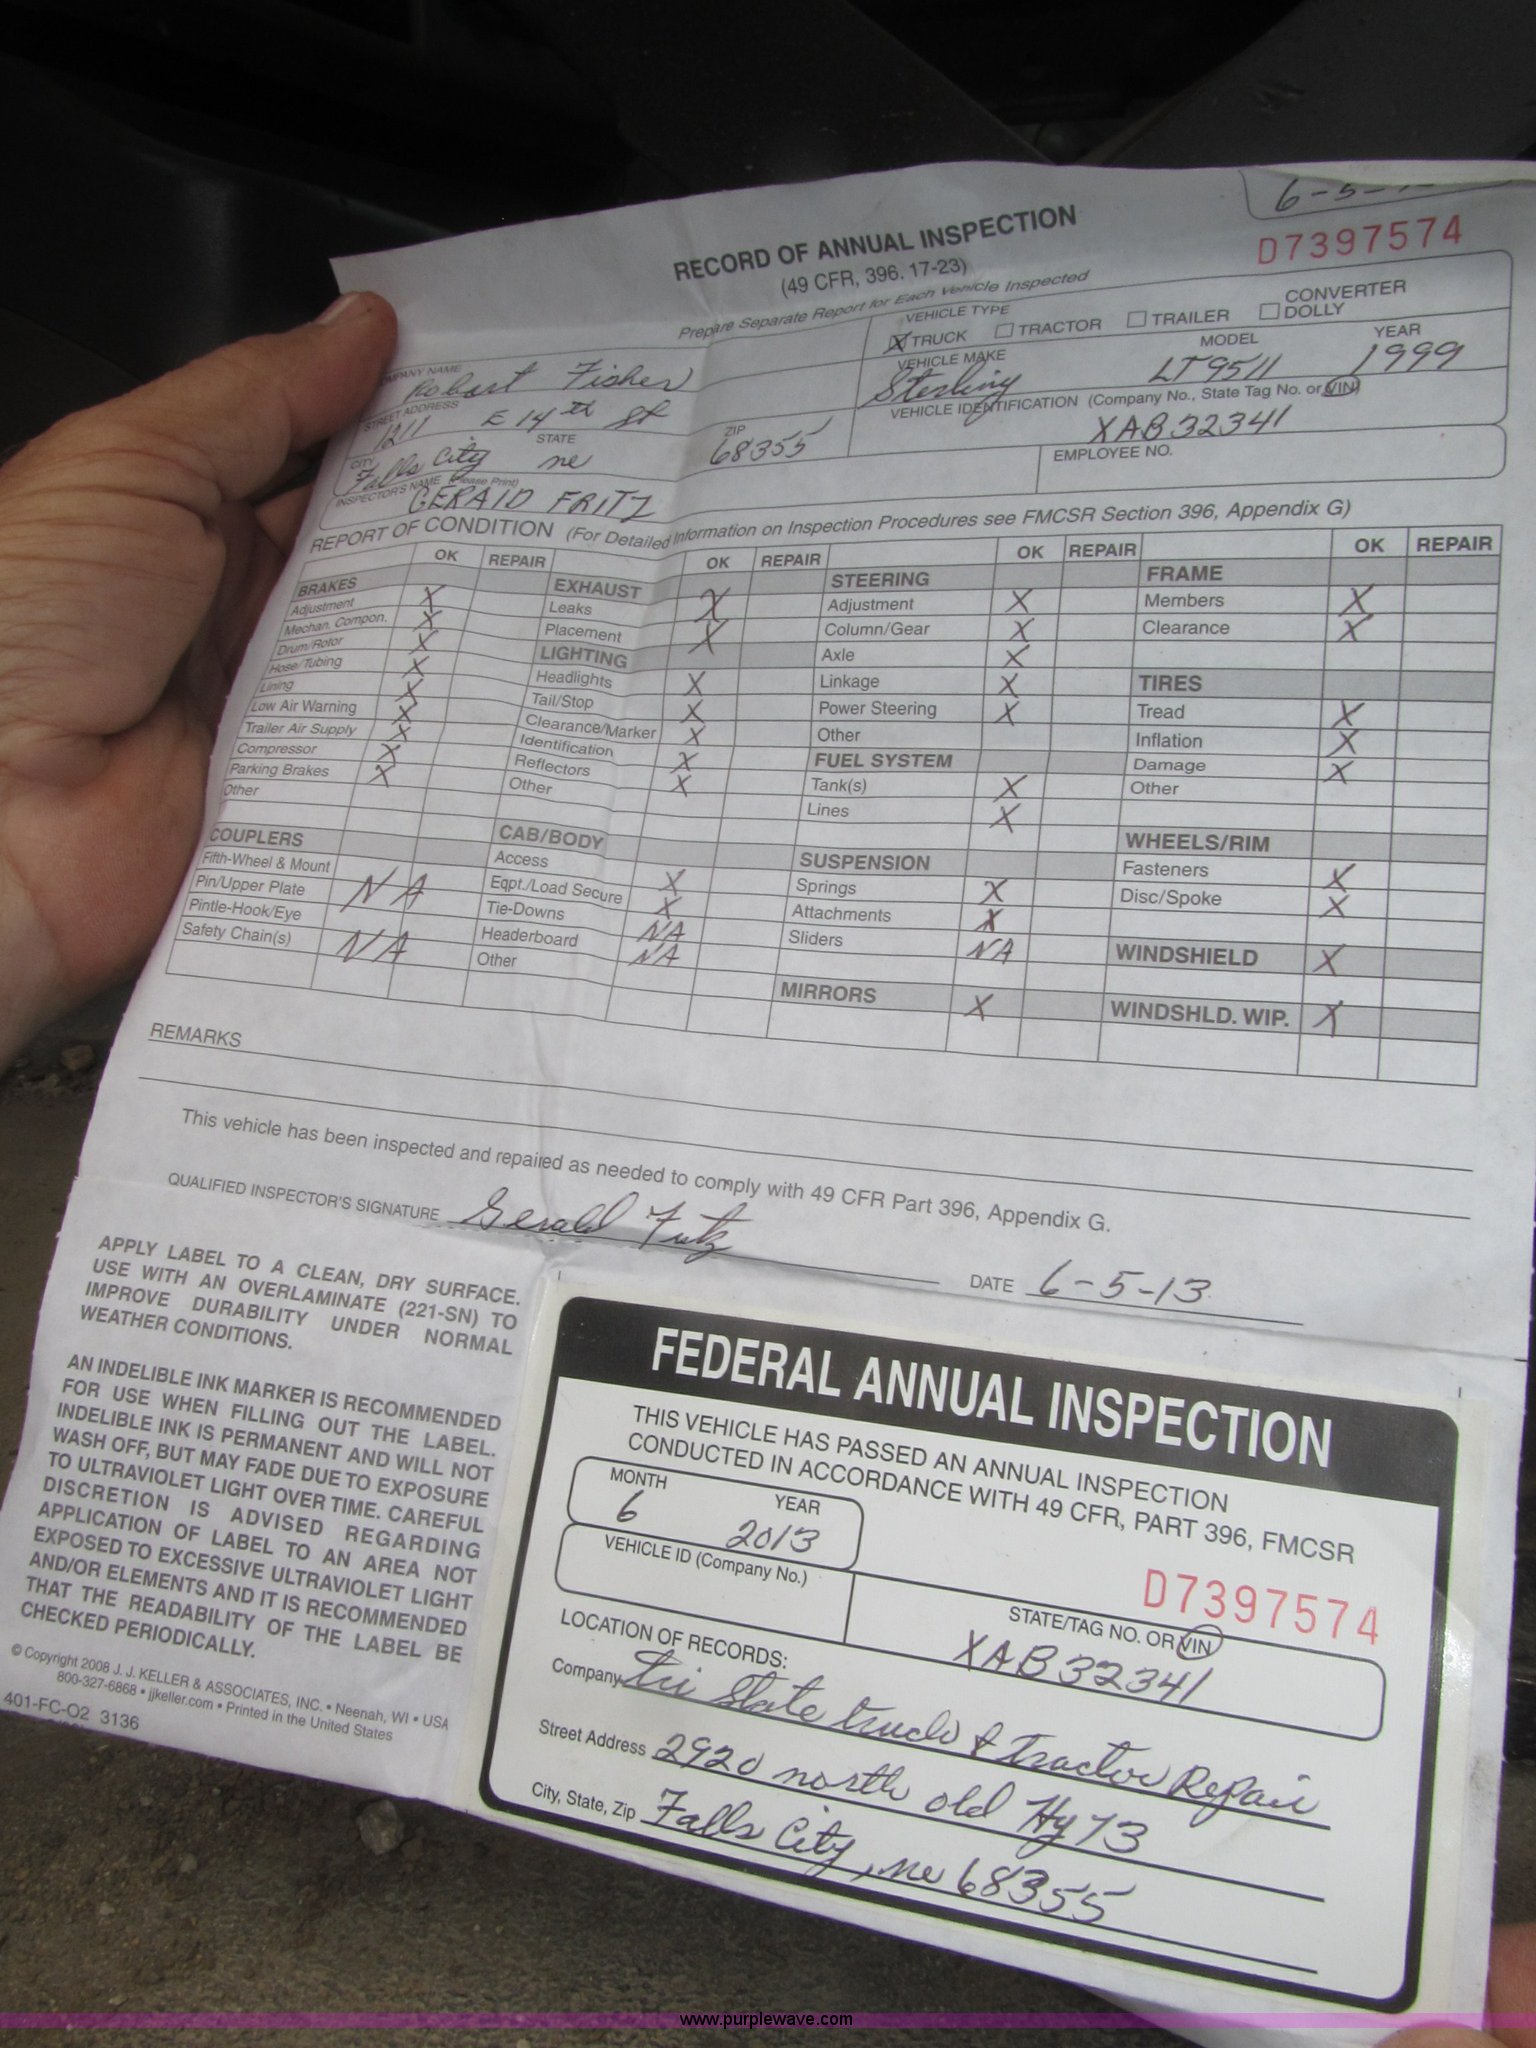 6-5-1
RECORD OF ANNUAL INSPECTION
D7397574
(49 CFR, 396. 17-23)
Prepare Separate Report for Each Vehicle Inspected
COMPANY NAME
Robert Fisher
STREET ADDRESS
1211 E 14th St
CITY STATE ZIP
Falls City ne 68355
INSPECTOR'S NAME (Please Print)
GERALD FRITZ
VEHICLE TYPE
X TRUCK TRACTOR TRAILER CONVERTER DOLLY
VEHICLE MAKE MODEL YEAR
Sterling LT9511 1999
VEHICLE IDENTIFICATION (Company No., State Tag No. or VIN)
XAB32341
EMPLOYEE NO.
REPORT OF CONDITION (For Detailed Information on Inspection Procedures see FMCSR Section 396, Appendix G)
OK REPAIR OK REPAIR OK REPAIR OK REPAIR
BRAKES
Adjustment X
Mechan. Compon. X
Drum/Rotor X
Hose/Tubing X
Lining X
Low Air Warning X
Trailer Air Supply X
Compressor X
Parking Brakes X
Other
COUPLERS
Fifth-Wheel & Mount
Pin/Upper Plate NA
Pintle-Hook/Eye
Safety Chain(s) NA
EXHAUST
Leaks X
Placement X
LIGHTING
Headlights X
Tail/Stop X
Clearance/Marker X
Identification X
Reflectors X
Other
CAB/BODY
Access X
Eqpt./Load Secure X
Tie-Downs NA
Headerboard NA
Other
STEERING
Adjustment X
Column/Gear X
Axle X
Linkage X
Power Steering X
Other
FUEL SYSTEM
Tank(s) X
Lines X
SUSPENSION
Springs X
Attachments X
Sliders NA
MIRRORS X
FRAME
Members X
Clearance X
TIRES
Tread X
Inflation X
Damage X
Other
WHEELS/RIM
Fasteners X
Disc/Spoke X
WINDSHIELD X
WINDSHLD. WIP. X
REMARKS
This vehicle has been inspected and repaired as needed to comply with 49 CFR Part 396, Appendix G.
QUALIFIED INSPECTOR'S SIGNATURE Gerald Fritz DATE 6-5-13
APPLY LABEL TO A CLEAN, DRY SURFACE.
USE WITH AN OVERLAMINATE (221-SN) TO
IMPROVE DURABILITY UNDER NORMAL
WEATHER CONDITIONS.
AN INDELIBLE INK MARKER IS RECOMMENDED
FOR USE WHEN FILLING OUT THE LABEL.
INDELIBLE INK IS PERMANENT AND WILL NOT
WASH OFF, BUT MAY FADE DUE TO EXPOSURE
TO ULTRAVIOLET LIGHT OVER TIME. CAREFUL
DISCRETION IS ADVISED REGARDING
APPLICATION OF LABEL TO AN AREA NOT
EXPOSED TO EXCESSIVE ULTRAVIOLET LIGHT
AND/OR ELEMENTS AND IT IS RECOMMENDED
THAT THE READABILITY OF THE LABEL BE
CHECKED PERIODICALLY.
© Copyright 2008 J. J. KELLER & ASSOCIATES, INC. • Neenah, WI • USA
800-327-6868 • jjkeller.com • Printed in the United States
401-FC-O2 3136
FEDERAL ANNUAL INSPECTION
THIS VEHICLE HAS PASSED AN ANNUAL INSPECTION
CONDUCTED IN ACCORDANCE WITH 49 CFR, PART 396, FMCSR
MONTH YEAR
6 2013
D7397574
VEHICLE ID (Company No.)
STATE/TAG NO. OR VIN
XAB32341
LOCATION OF RECORDS:
Company Tri State Truck & Tractor Repair
Street Address 2920 north old Hy 73
City, State, Zip Falls City, ne 68355
www.purplewave.com